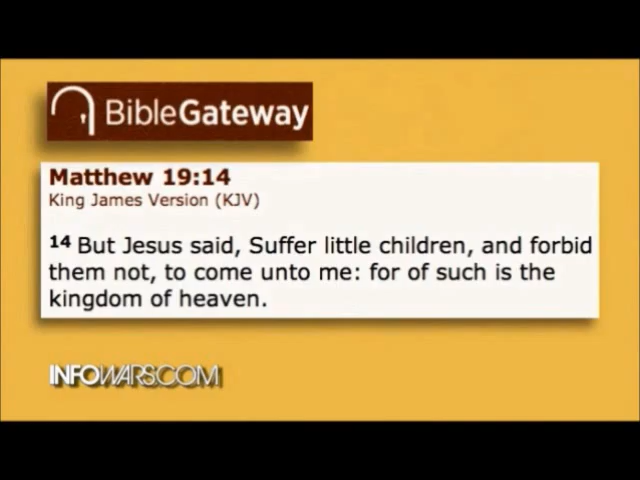 BibleGateway
Matthew 19:14
King James Version (KJV)
14 But Jesus said, Suffer little children, and forbid
them not, to come unto me: for of such is the
kingdom of heaven.
INFOWARS.COM